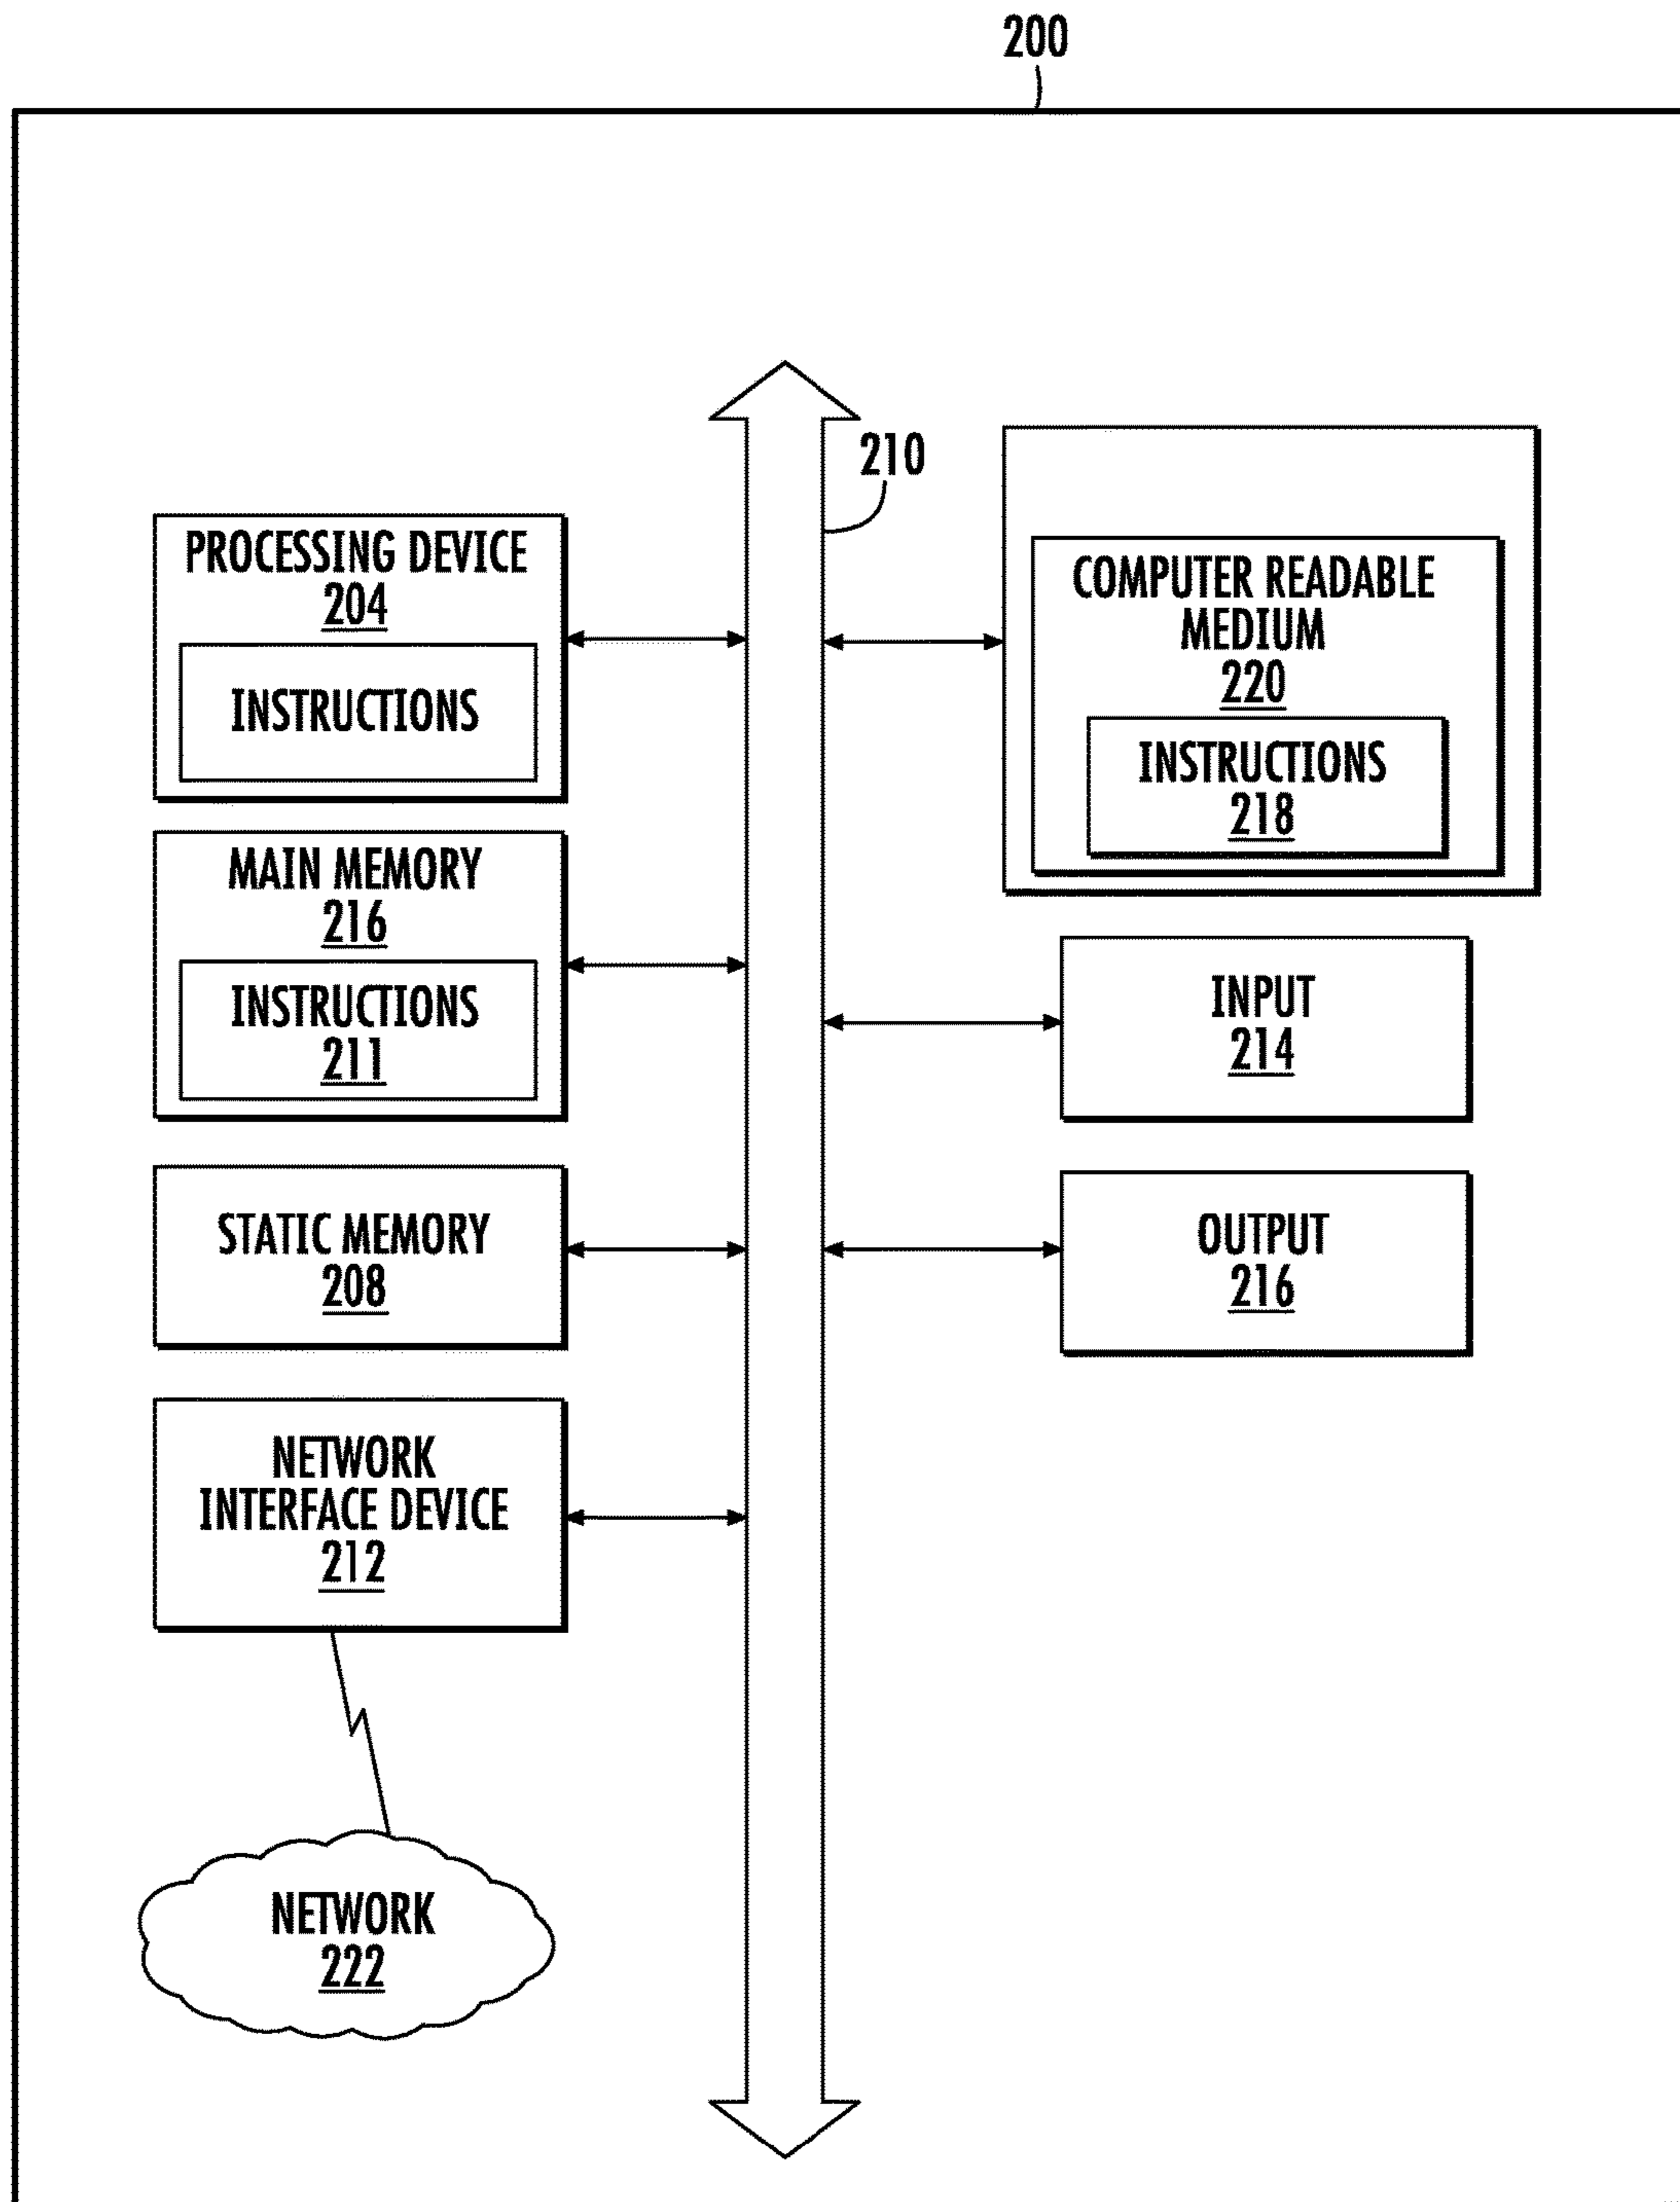 200
210
PROCESSING DEVICE
204
INSTRUCTIONS
MAIN MEMORY
216
INSTRUCTIONS
211
STATIC MEMORY
208
NETWORK
INTERFACE DEVICE
212
NETWORK
222
COMPUTER READABLE
MEDIUM
220
INSTRUCTIONS
218
INPUT
214
OUTPUT
216